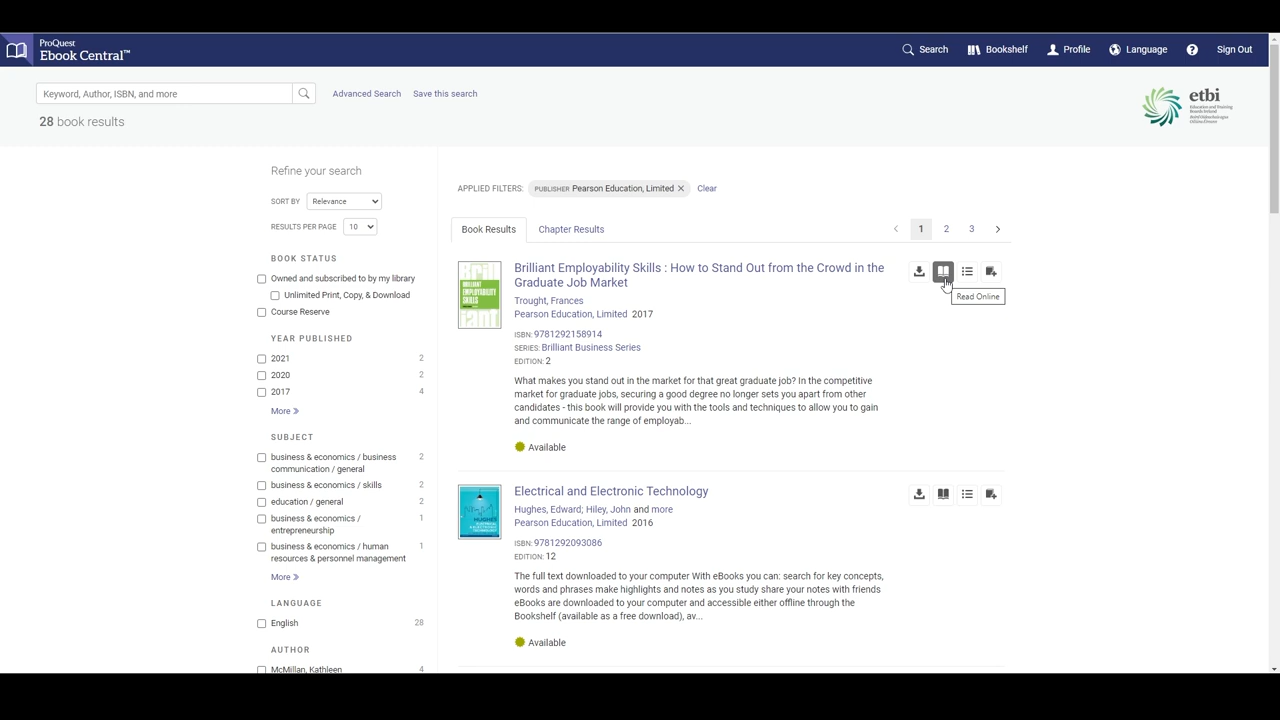 ProQuest
Ebook Central™
Search
Bookshelf
Profile
Language
Sign Out
Keyword, Author, ISBN, and more
Advanced Search
Save this search
etbi
28 book results
Refine your search
SORT BY
Relevance
RESULTS PER PAGE
10
BOOK STATUS
Owned and subscribed to by my library
Unlimited Print, Copy, & Download
Course Reserve
YEAR PUBLISHED
2021 2
2020 2
2017 4
More »
SUBJECT
business & economics / business 2
communication / general
business & economics / skills 2
education / general 2
business & economics / 1
entrepreneurship
business & economics / human 1
resources & personnel management
More »
LANGUAGE
English 28
AUTHOR
McMillan, Kathleen 4
APPLIED FILTERS: PUBLISHER Pearson Education, Limited × Clear
Book Results
Chapter Results
< 1 2 3 >
Brilliant Employability Skills : How to Stand Out from the Crowd in the
Graduate Job Market
Read Online
BRILLIANT
EMPLOYABILITY
SKILLS
Trought, Frances
Pearson Education, Limited 2017
ISBN: 9781292158914
SERIES: Brilliant Business Series
EDITION: 2
What makes you stand out in the market for that great graduate job? In the competitive
market for graduate jobs, securing a good degree no longer sets you apart from other
candidates - this book will provide you with the tools and techniques to allow you to gain
and communicate the range of employab...
Available
Electrical and Electronic Technology
HUGHES
Hughes, Edward; Hiley, John and more
Pearson Education, Limited 2016
ISBN: 9781292093086
EDITION: 12
The full text downloaded to your computer With eBooks you can: search for key concepts,
words and phrases make highlights and notes as you study share your notes with friends
eBooks are downloaded to your computer and accessible either offline through the
Bookshelf (available as a free download), av...
Available